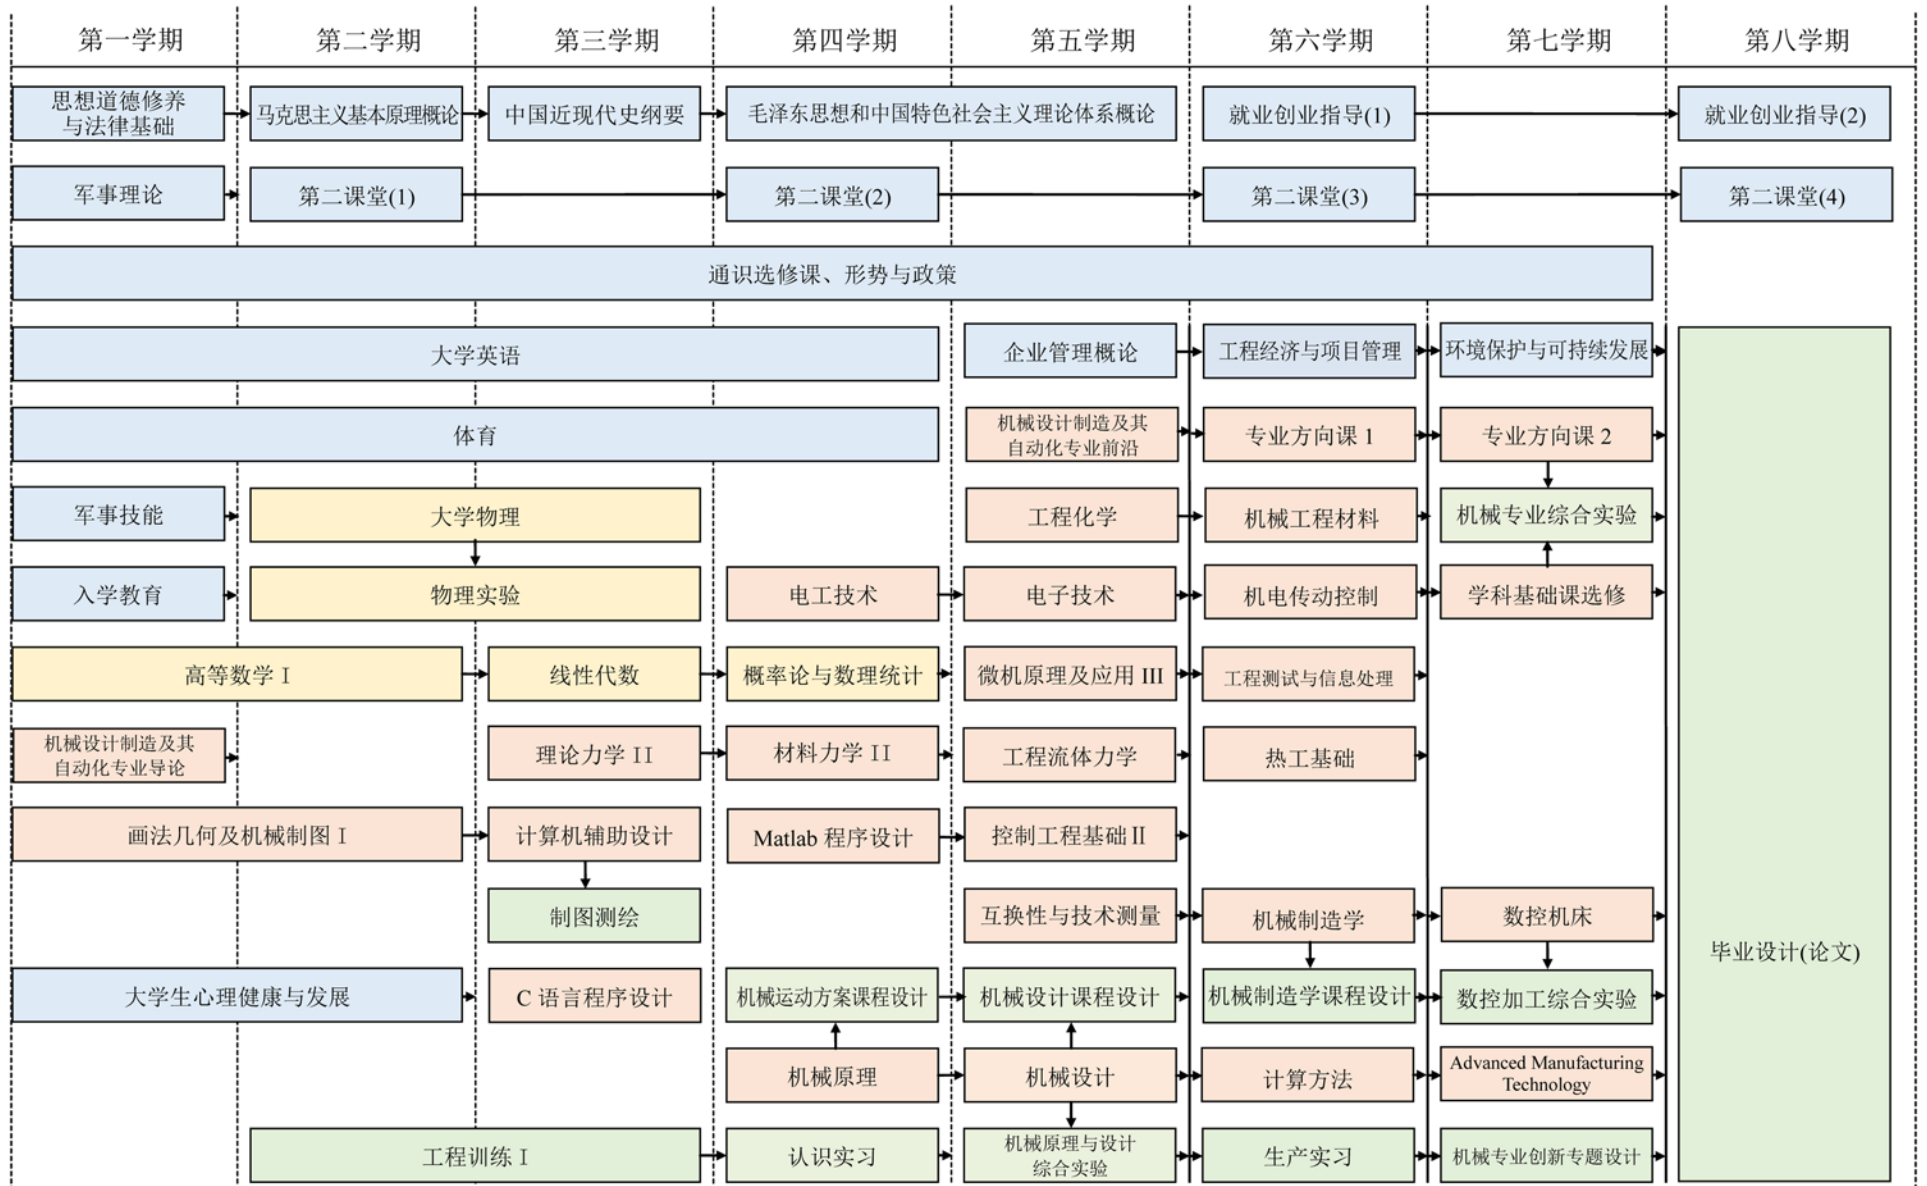 第一学期
第二学期
第三学期
第四学期
第五学期
第六学期
第七学期
第八学期
思想道德修养
与法律基础
马克思主义基本原理概论
中国近现代史纲要
毛泽东思想和中国特色社会主义理论体系概论
就业创业指导(1)
就业创业指导(2)
军事理论
第二课堂(1)
第二课堂(2)
第二课堂(3)
第二课堂(4)
通识选修课、形势与政策
大学英语
企业管理概论
工程经济与项目管理
环境保护与可持续发展
体育
机械设计制造及其
自动化专业前沿
专业方向课 1
专业方向课 2
军事技能
大学物理
工程化学
机械工程材料
机械专业综合实验
入学教育
物理实验
电工技术
电子技术
机电传动控制
学科基础课选修
高等数学 I
线性代数
概率论与数理统计
微机原理及应用 III
工程测试与信息处理
机械设计制造及其
自动化专业导论
理论力学 II
材料力学 II
工程流体力学
热工基础
画法几何及机械制图 I
计算机辅助设计
Matlab 程序设计
控制工程基础 II
制图测绘
互换性与技术测量
机械制造学
数控机床
毕业设计(论文)
大学生心理健康与发展
C 语言程序设计
机械运动方案课程设计
机械设计课程设计
机械制造学课程设计
数控加工综合实验
机械原理
机械设计
计算方法
Advanced Manufacturing
Technology
工程训练 I
认识实习
机械原理与设计
综合实验
生产实习
机械专业创新专题设计